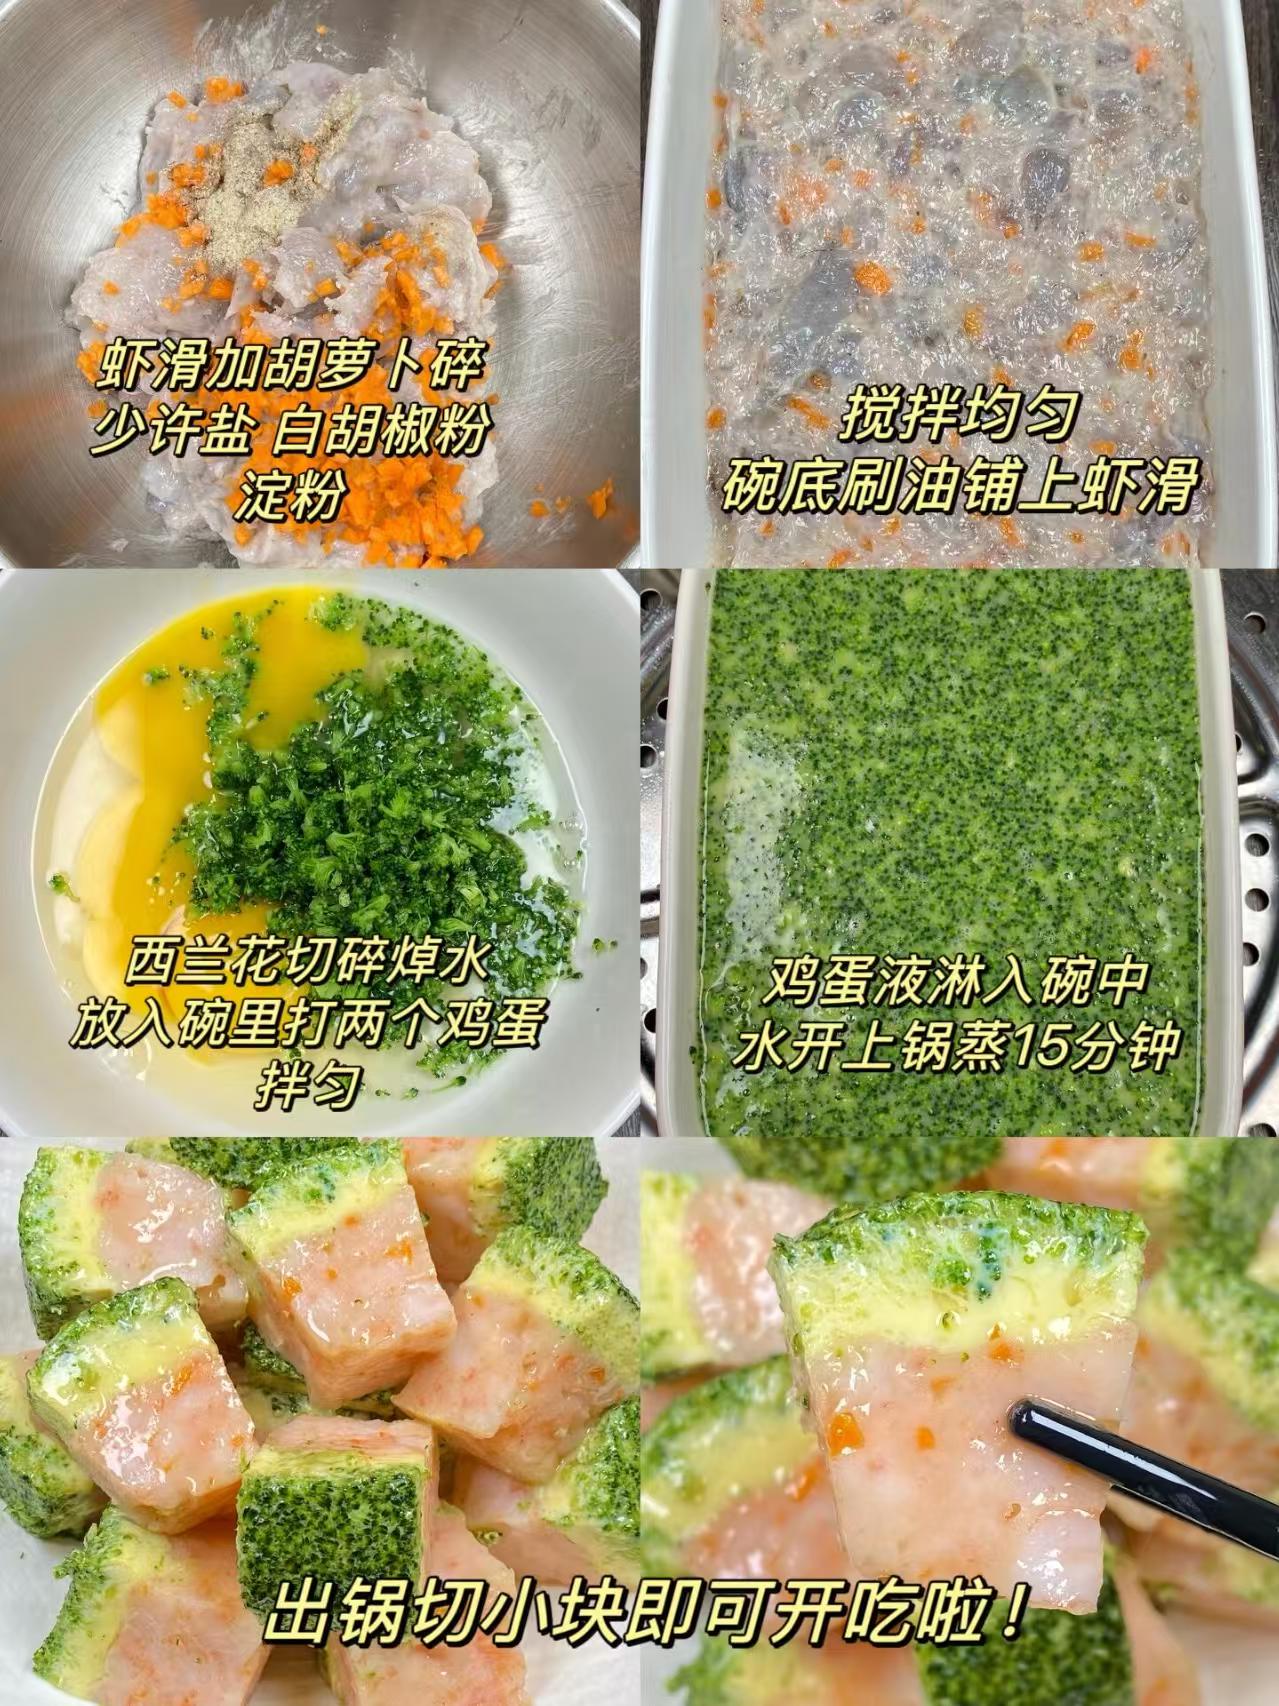 虾滑加胡萝卜碎
少许盐 白胡椒粉
淀粉
搅拌均匀
碗底刷油铺上虾滑
西兰花切碎焯水
放入碗里打两个鸡蛋
拌匀
鸡蛋液淋入碗中
水开上锅蒸15分钟
出锅切小块即可开吃啦！